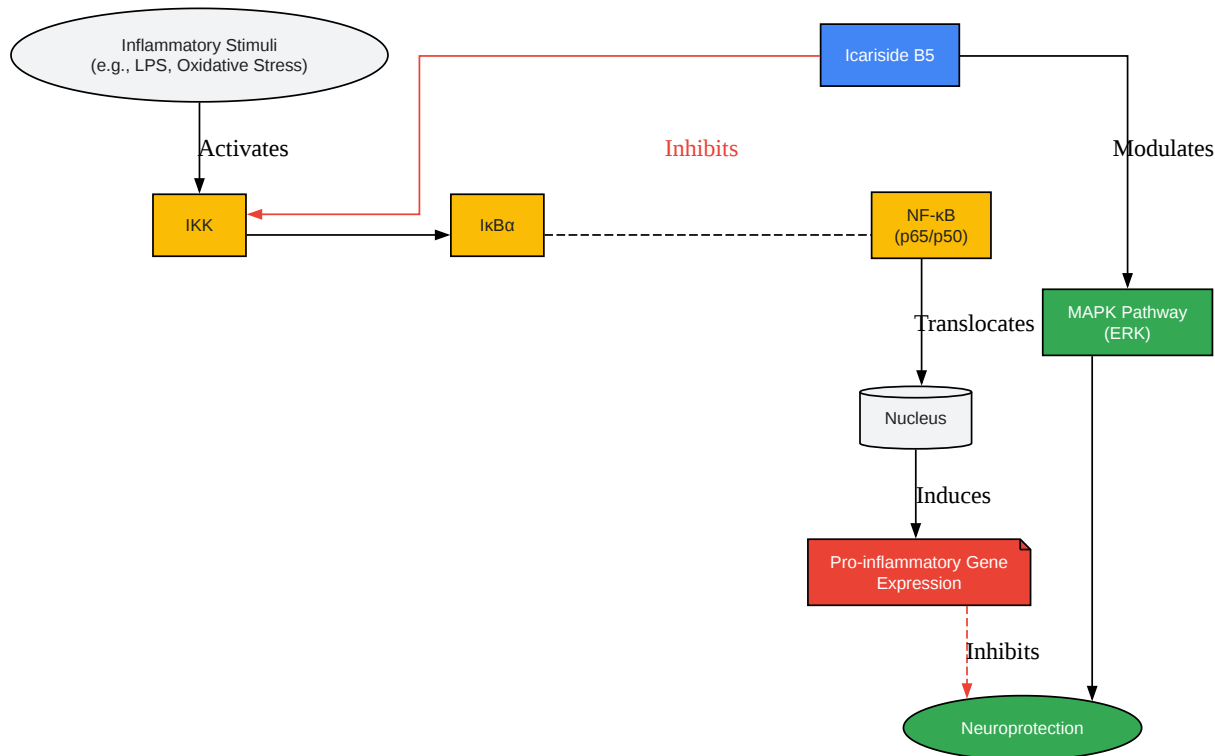 Inflammatory Stimuli
(e.g., LPS, Oxidative Stress)
Icariside B5
Activates
Inhibits
Modulates
IKK
IκBα
NF-κB
(p65/p50)
Translocates
MAPK Pathway
(ERK)
Nucleus
Induces
Pro-inflammatory Gene
Expression
Inhibits
Neuroprotection